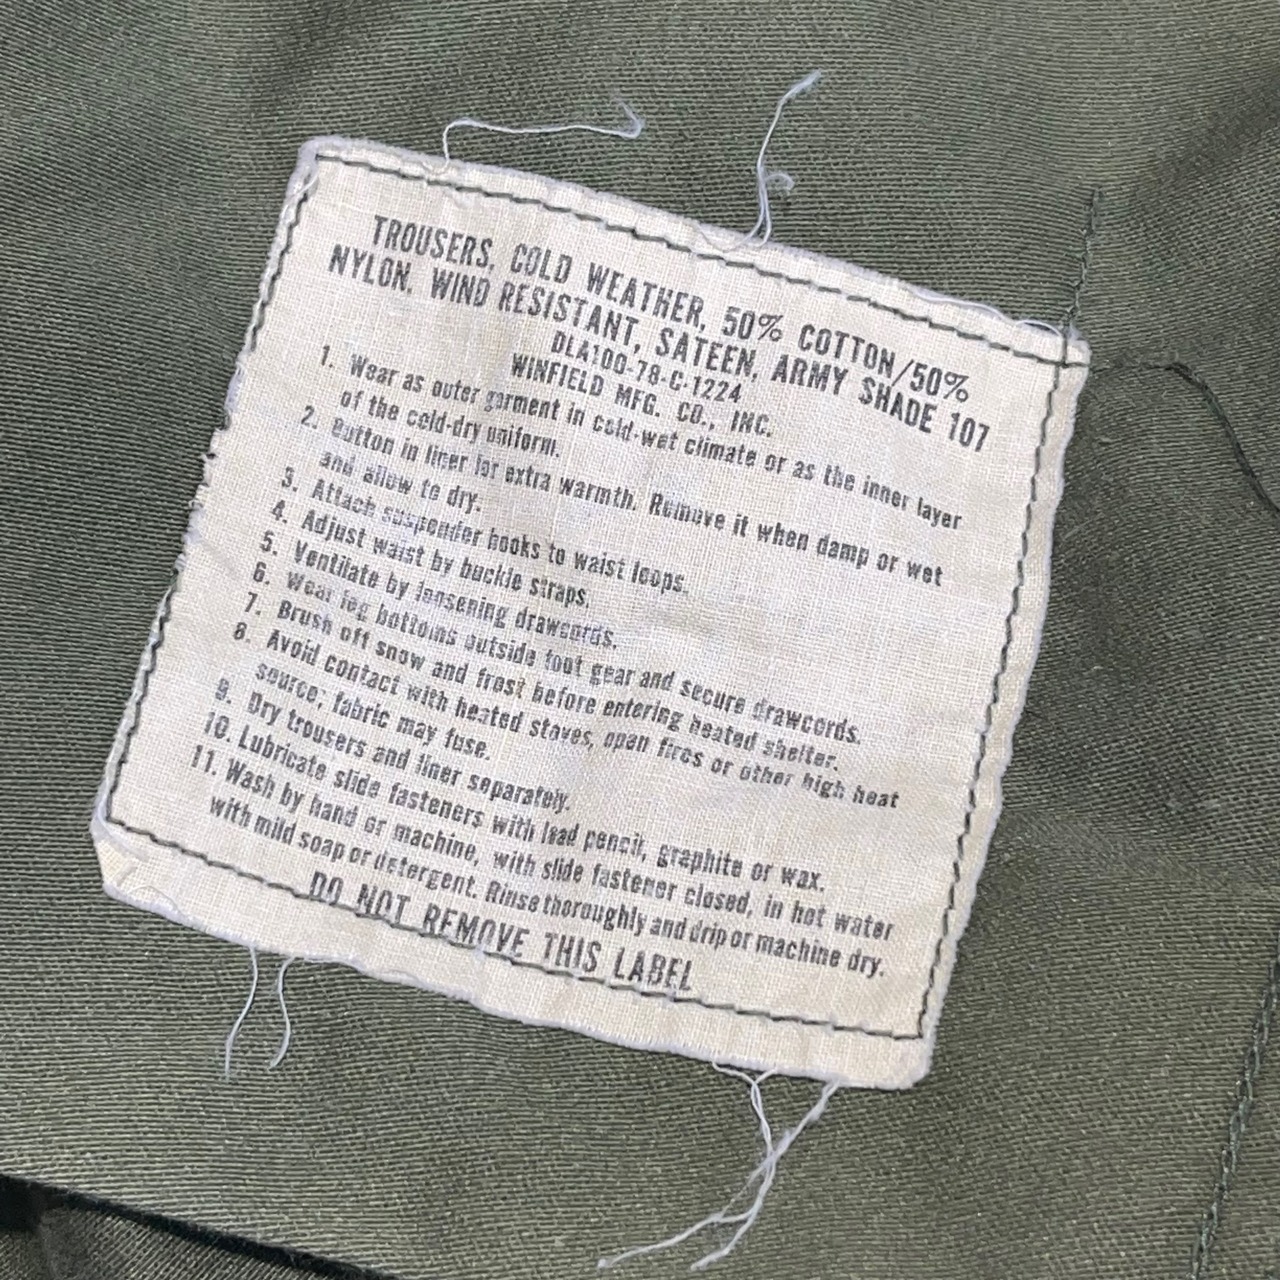 TROUSERS, COLD WEATHER, 50% COTTON/50%
NYLON, WIND RESISTANT, SATEEN, ARMY SHADE 107
DLA100-78-C-1224
WINFIELD MFG. CO., INC.
1. Wear as outer garment in cold-wet climate or as the inner layer
of the cold-dry uniform.
2. Button in liner for extra warmth. Remove it when damp or wet
and allow to dry.
3. Attach suspender hooks to waist loops.
4. Adjust waist by buckle straps.
5. Ventilate by loosening drawcords.
6. Wear leg bottoms outside foot gear and secure drawcords.
7. Brush off snow and frost before entering heated shelter.
8. Avoid contact with heated stoves, open fires or other high heat
source; fabric may fuse.
9. Dry trousers and liner separately.
10. Lubricate slide fasteners with lead pencil, graphite or wax.
11. Wash by hand or machine, with slide fastener closed, in hot water
with mild soap or detergent. Rinse thoroughly and drip or machine dry.
DO NOT REMOVE THIS LABEL